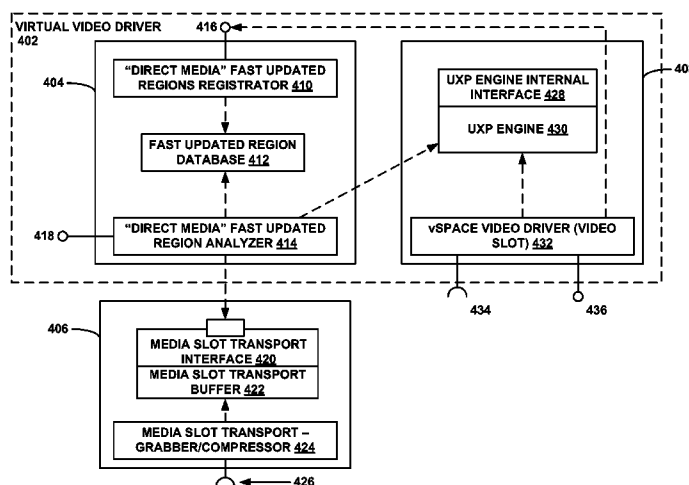 VIRTUAL VIDEO DRIVER
402
416
404
"DIRECT MEDIA" FAST UPDATED
REGIONS REGISTRATOR 410
FAST UPDATED REGION
DATABASE 412
418
"DIRECT MEDIA" FAST UPDATED
REGION ANALYZER 414
UXP ENGINE INTERNAL
INTERFACE 428
UXP ENGINE 430
vSPACE VIDEO DRIVER (VIDEO
SLOT) 432
434
436
406
MEDIA SLOT TRANSPORT
INTERFACE 420
MEDIA SLOT TRANSPORT
BUFFER 422
MEDIA SLOT TRANSPORT –
GRABBER/COMPRESSOR 424
426